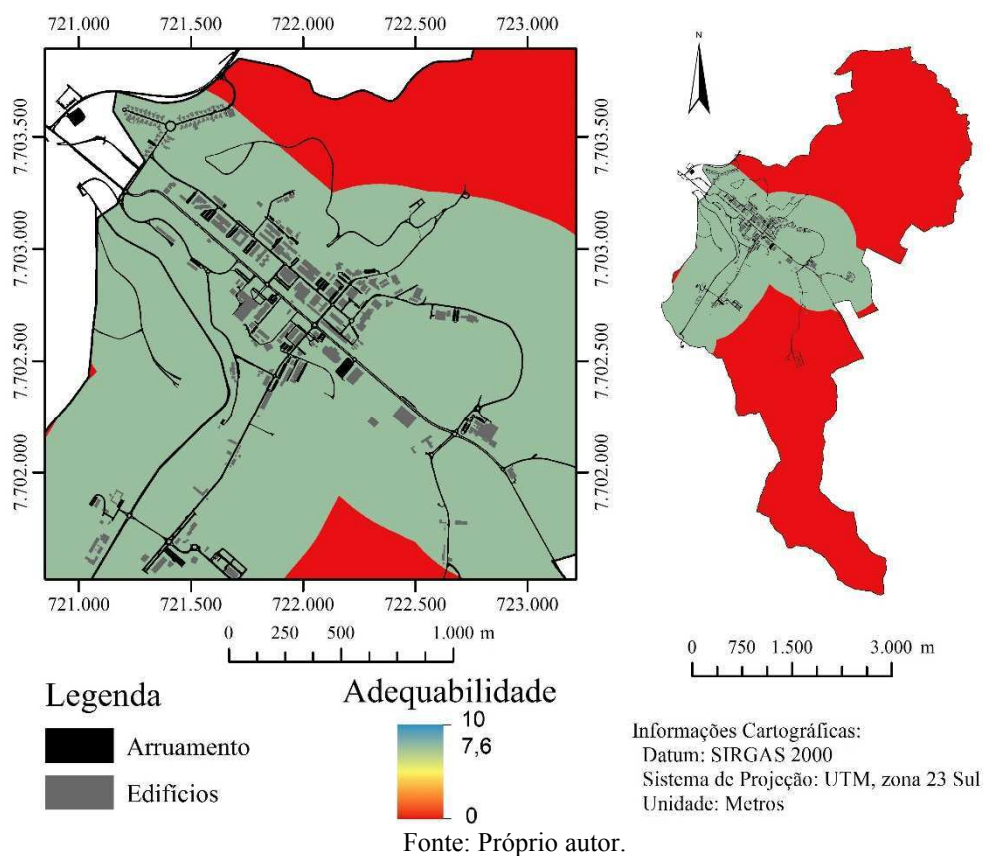 721.000 721.500 722.000 722.500 723.000
N
7.703.500 7.703.500
7.703.000 7.703.000
7.702.500 7.702.500
7.702.000 7.702.000
721.000 721.500 722.000 722.500 723.000
0 250 500 1.000 m
0 750 1.500 3.000 m
Legenda
Arruamento
Edifícios
Adequabilidade
10
7,6
0
Informações Cartográficas:
Datum: SIRGAS 2000
Sistema de Projeção: UTM, zona 23 Sul
Unidade: Metros
Fonte: Próprio autor.